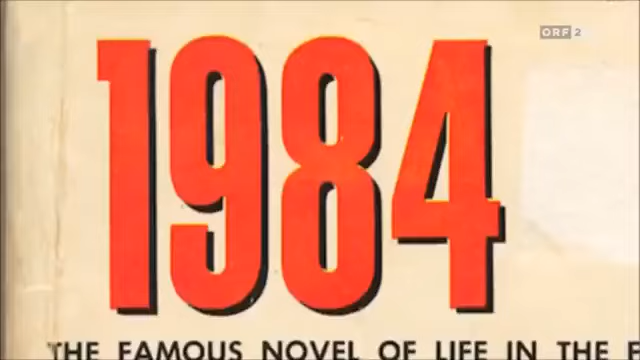 ORF 2
1984
THE FAMOUS NOVEL OF LIFE IN THE